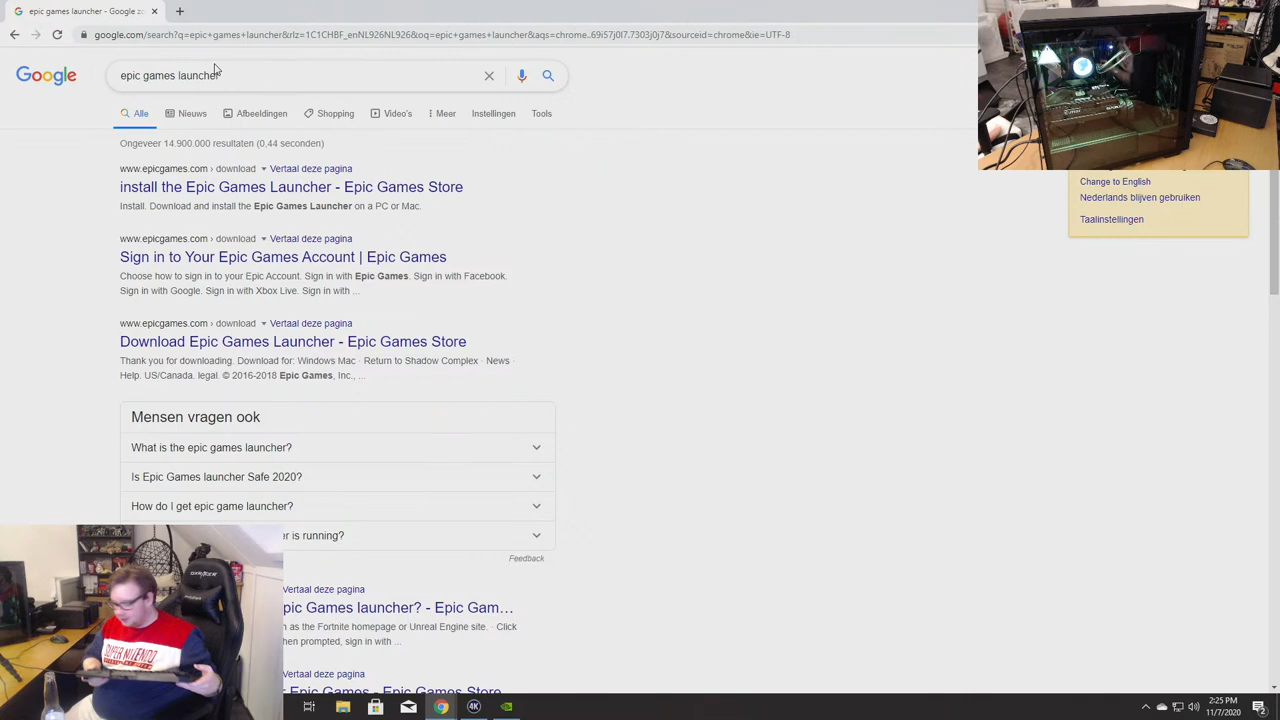 epic games launcher - Google zo
google.com/search?q=epic+games+launcher&rlz=1C1CHBF_enNL926NL926&oq=epic+games+launcher&aqs=chrome..69i57j0l7.7303j0j7&sourceid=chrome&ie=UTF-8
Google
epic games launcher
Alle Nieuws Afbeeldingen Shopping Video's Meer Instellingen Tools
Ongeveer 14.900.000 resultaten (0,44 seconden)
www.epicgames.com › download Vertaal deze pagina
install the Epic Games Launcher - Epic Games Store
Install. Download and install the Epic Games Launcher on a PC or Mac.
www.epicgames.com › download Vertaal deze pagina
Sign in to Your Epic Games Account | Epic Games
Choose how to sign in to your Epic Account. Sign in with Epic Games. Sign in with Facebook.
Sign in with Google. Sign in with Xbox Live. Sign in with ...
www.epicgames.com › download Vertaal deze pagina
Download Epic Games Launcher - Epic Games Store
Thank you for downloading. Download for: Windows Mac · Return to Shadow Complex · News ·
Help. US/Canada. legal. © 2016-2018 Epic Games, Inc., ...
Mensen vragen ook
What is the epic games launcher?
Is Epic Games launcher Safe 2020?
How do I get epic game launcher?
er is running?
Feedback
Vertaal deze pagina
pic Games launcher? - Epic Gam...
as the Fortnite homepage or Unreal Engine site. · Click
hen prompted, sign in with ...
Vertaal deze pagina
r Epic Games - Epic Games Store
Change to English
Nederlands blijven gebruiken
Taalinstellingen
SUPER NINTENDO
4K
2:25 PM
11/7/2020
2